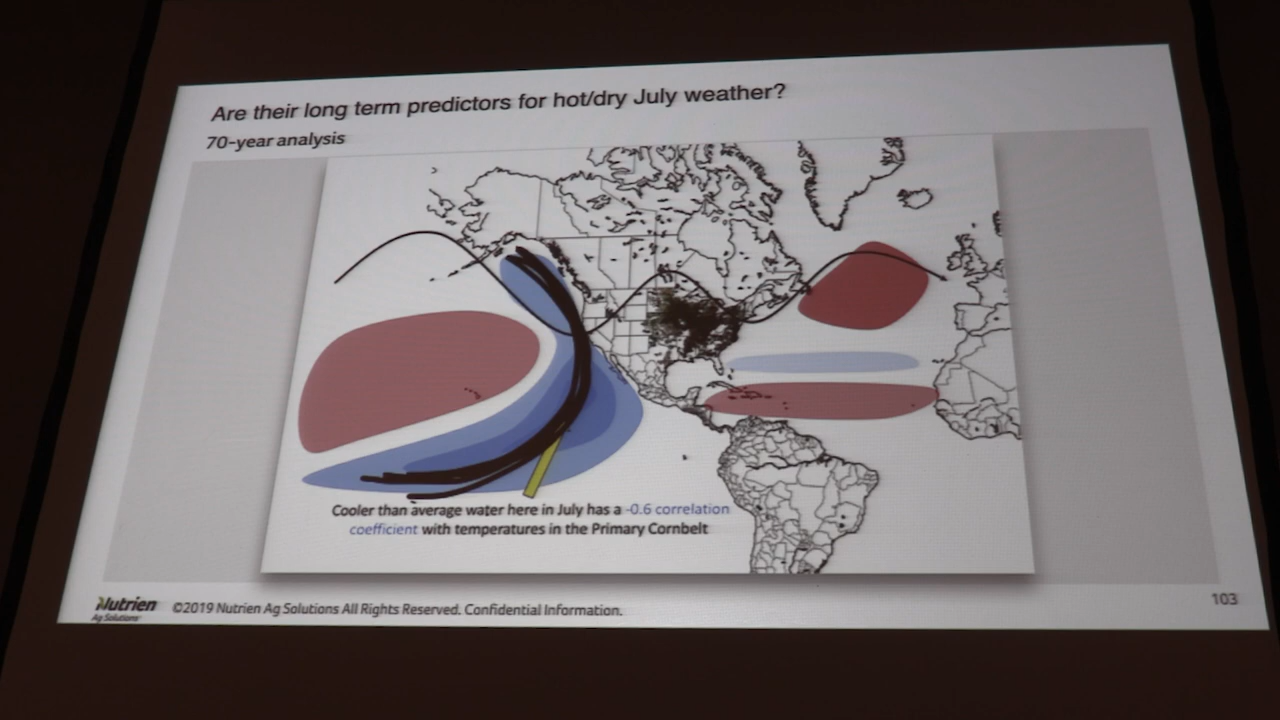 Are their long term predictors for hot/dry July weather?
70-year analysis
Cooler than average water here in July has a -0.6 correlation
coefficient with temperatures in the Primary Cornbelt
Nutrien
Ag Solutions
©2019 Nutrien Ag Solutions All Rights Reserved. Confidential Information.
103